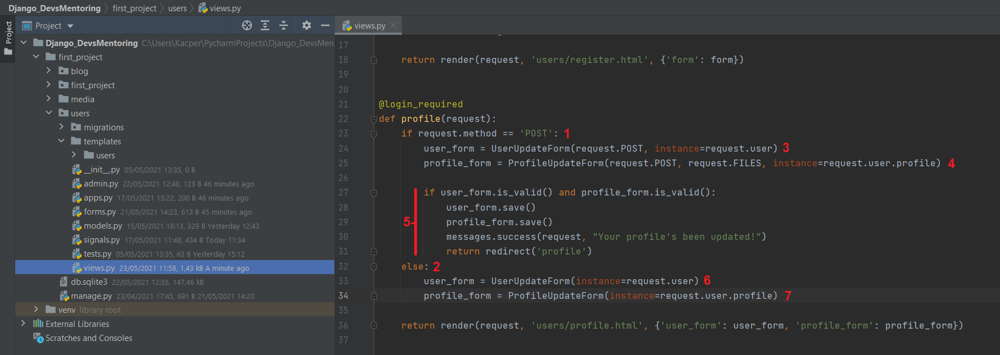 Django_DevsMentoring 〉 first_project 〉 users 〉 views.py
Project
Project
views.py ×
Django_DevsMentoring C:\Users\Kacper\PycharmProjects\Django_DevsMen
first_project
blog
first_project
media
users
migrations
templates
users
__init__.py 05/05/2021 13:35, 0 B
admin.py 22/05/2021 12:48, 123 B 46 minutes ago
apps.py 17/05/2021 15:22, 200 B 46 minutes ago
forms.py 21/05/2021 14:23, 613 B 45 minutes ago
models.py 15/05/2021 18:13, 329 B Yesterday 12:43
signals.py 17/05/2021 11:48, 434 B Today 11:34
tests.py 05/05/2021 13:35, 63 B Yesterday 15:12
views.py 23/05/2021 11:58, 1,43 kB A minute ago
db.sqlite3 22/05/2021 12:35, 147,46 kB
manage.py 23/04/2021 17:45, 691 B 21/05/2021 14:20
venv library root
External Libraries
Scratches and Consoles
17
18 return render(request, 'users/register.html', {'form': form})
19
20
21 @login_required
22 def profile(request):
23 if request.method == 'POST': 1
24 user_form = UserUpdateForm(request.POST, instance=request.user) 3
25 profile_form = ProfileUpdateForm(request.POST, request.FILES, instance=request.user.profile) 4
26
27 if user_form.is_valid() and profile_form.is_valid():
28 user_form.save()
29 5 profile_form.save()
30 messages.success(request, "Your profile's been updated!")
31 return redirect('profile')
32 else: 2
33 user_form = UserUpdateForm(instance=request.user) 6
34 profile_form = ProfileUpdateForm(instance=request.user.profile) 7
35
36 return render(request, 'users/profile.html', {'user_form': user_form, 'profile_form': profile_form})
37